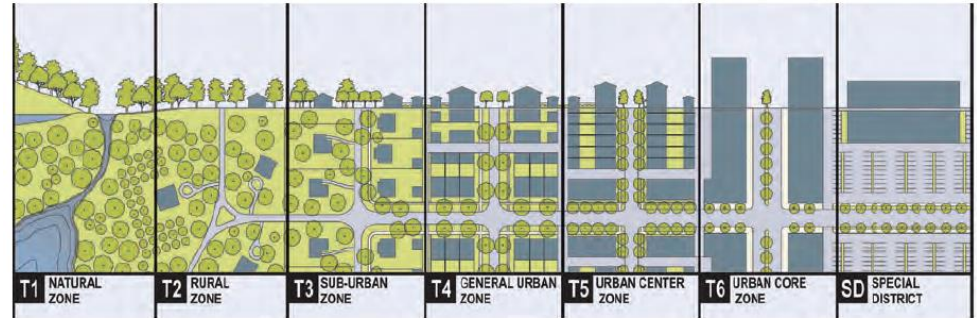 T1 NATURAL
ZONE
T2 RURAL
ZONE
T3 SUB-URBAN
ZONE
T4 GENERAL URBAN
ZONE
T5 URBAN CENTER
ZONE
T6 URBAN CORE
ZONE
SD SPECIAL
DISTRICT